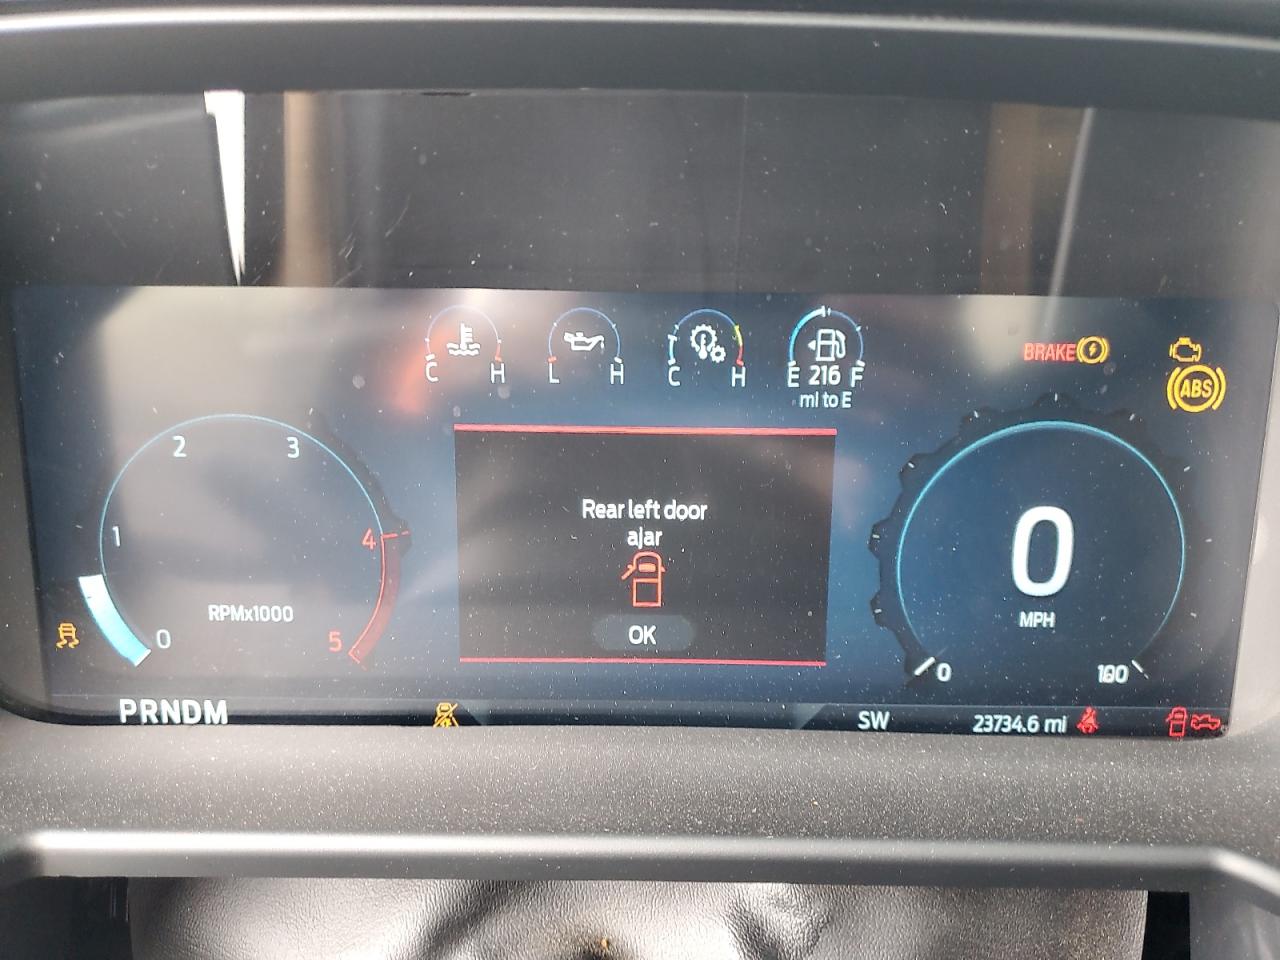 C H
L H
C H
E 216 F
mi to E
BRAKE
ABS
2 3
1 4
0 5
RPMx1000
Rear left door
ajar
OK
0
MPH
0
PRNDM
SW
23734.6 mi